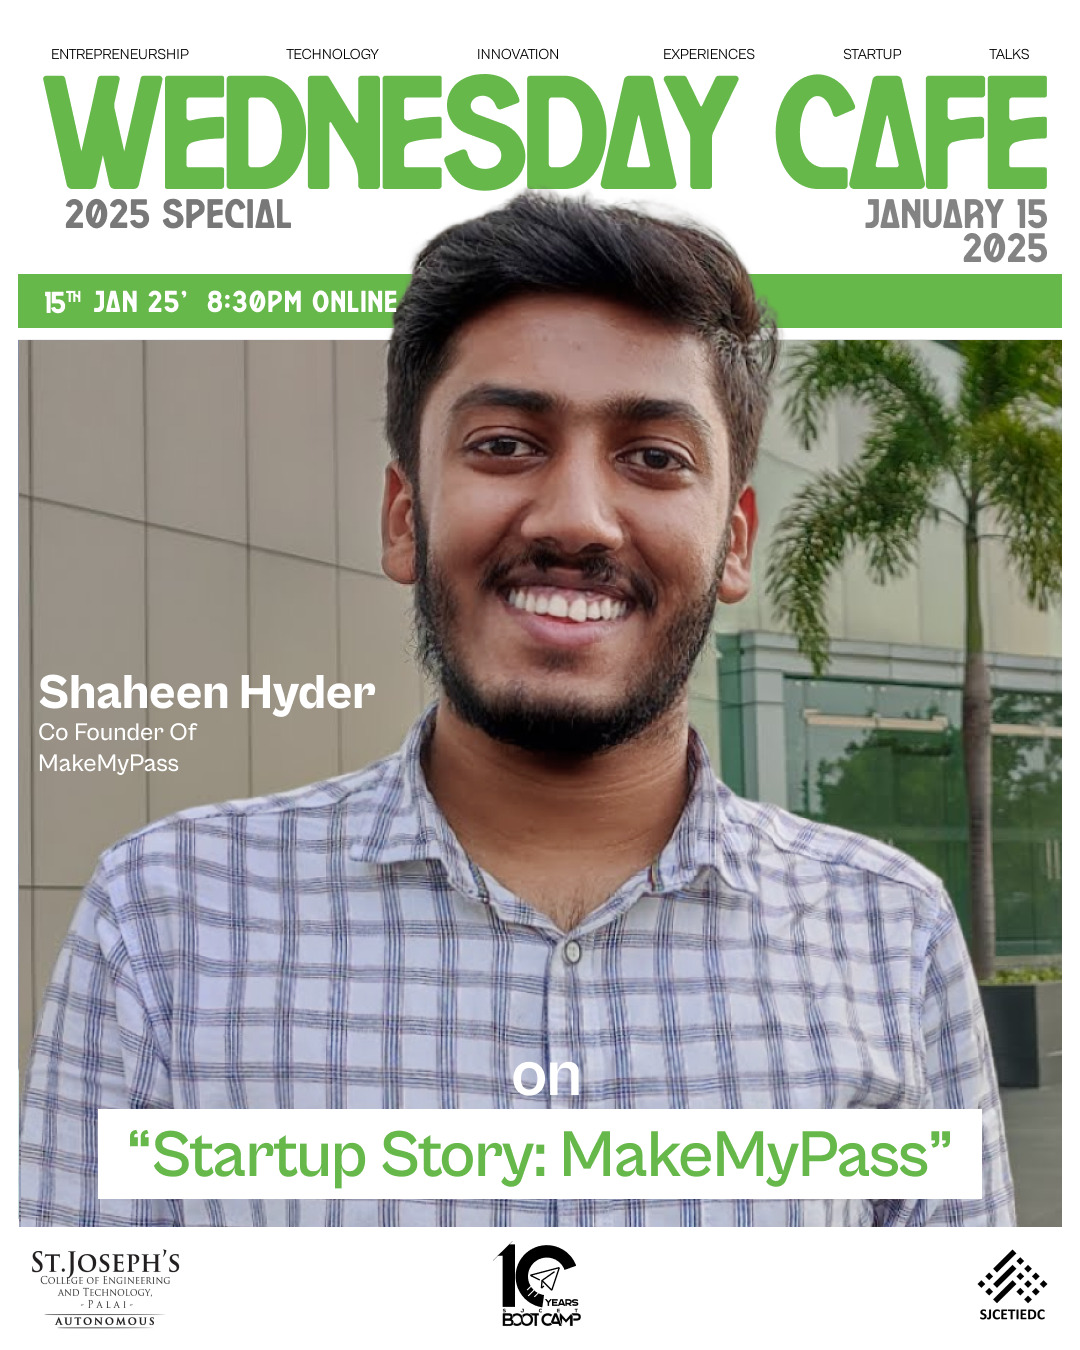 ENTREPRENEURSHIP TECHNOLOGY INNOVATION EXPERIENCES STARTUP TALKS
WEDNESDAY CAFE
2025 SPECIAL
JANUARY 15
2025
15TH JAN 25’ 8:30PM ONLINE
Shaheen Hyder
Co Founder Of
MakeMyPass
on
“Startup Story: MakeMyPass”
ST.JOSEPH’S
COLLEGE OF ENGINEERING
AND TECHNOLOGY,
- PALAI -
AUTONOMOUS
10
YEARS
SJCET
BOOTCAMP
SJCETIEDC